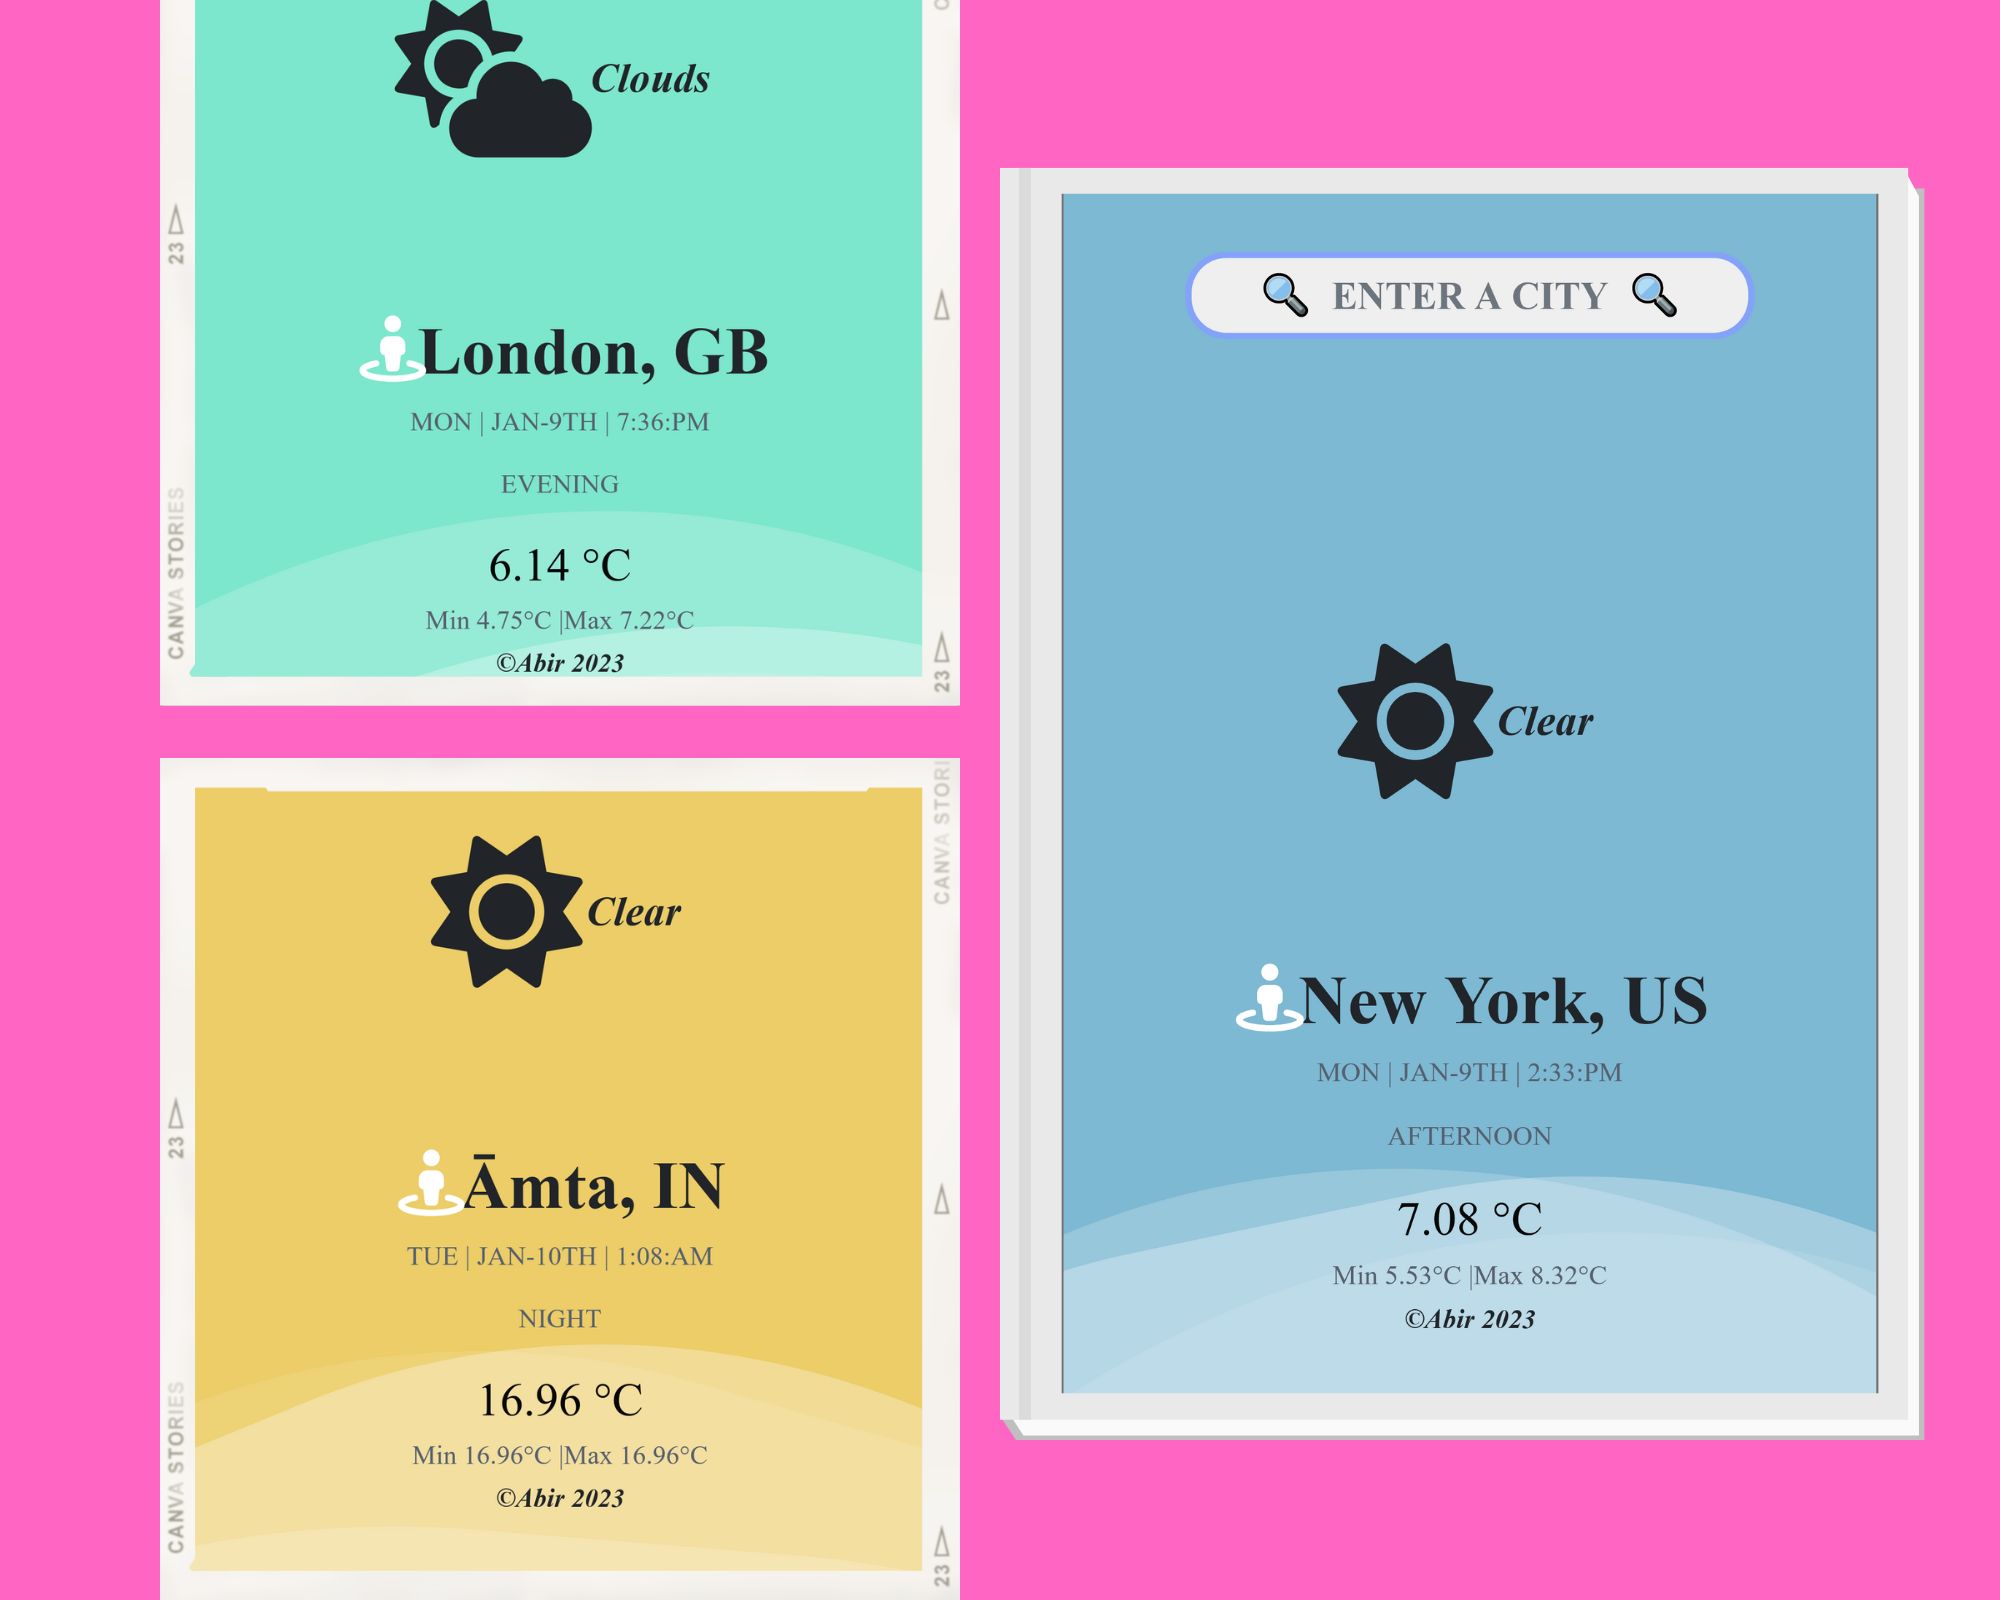 Clouds
London, GB
MON | JAN-9TH | 7:36:PM
EVENING
6.14 °C
Min 4.75°C |Max 7.22°C
©Abir 2023
23
CANVA STORIES
23
Clear
Āmta, IN
TUE | JAN-10TH | 1:08:AM
NIGHT
16.96 °C
Min 16.96°C |Max 16.96°C
©Abir 2023
23
CANVA STORIES
CANVA STORI
23
ENTER A CITY
Clear
New York, US
MON | JAN-9TH | 2:33:PM
AFTERNOON
7.08 °C
Min 5.53°C |Max 8.32°C
©Abir 2023